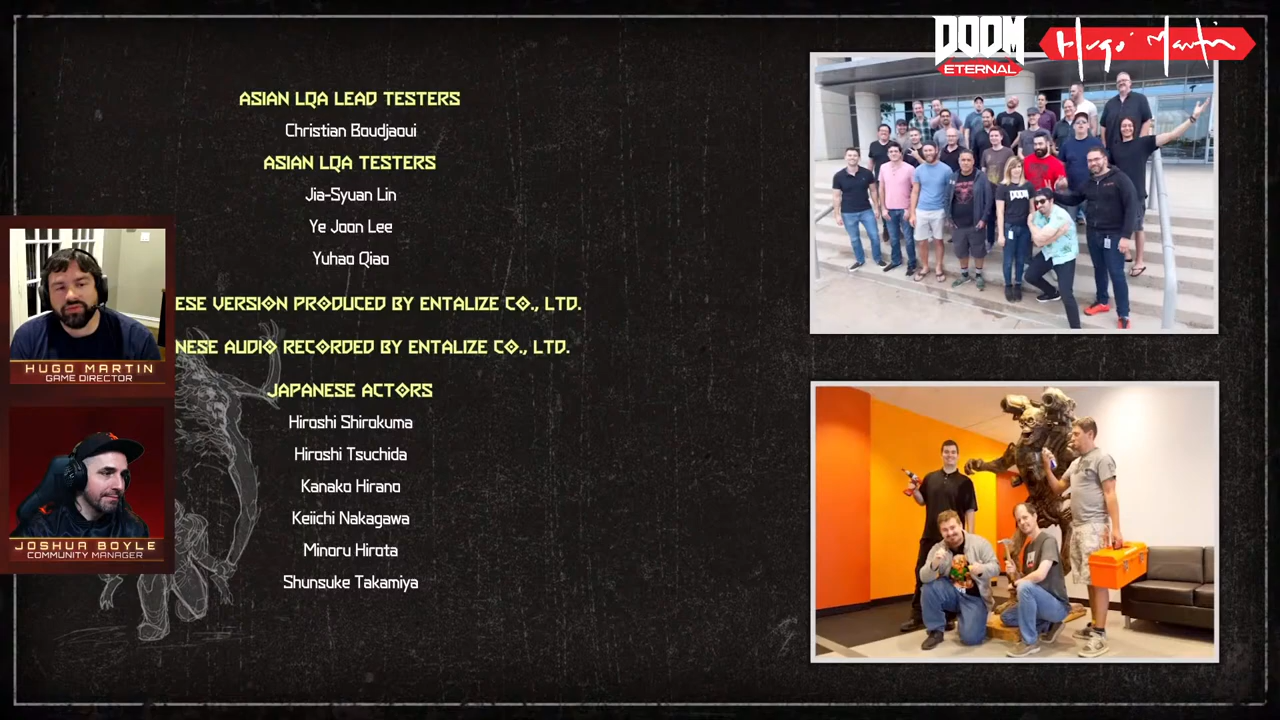 DOOM
ETERNAL
Hugo Martin
ASIAN LQA LEAD TESTERS
Christian Boudjaoui
ASIAN LQA TESTERS
Jia-Syuan Lin
Ye Joon Lee
Yuhao Qiao
ESE VERSION PRODUCED BY ENTALIZE CO., LTD.
NESE AUDIO RECORDED BY ENTALIZE CO., LTD.
JAPANESE ACTORS
Hiroshi Shirokuma
Hiroshi Tsuchida
Kanako Hirano
Keiichi Nakagawa
Minoru Hirota
Shunsuke Takamiya
HUGO MARTIN
GAME DIRECTOR
JOSHUA BOYLE
COMMUNITY MANAGER
DOOM